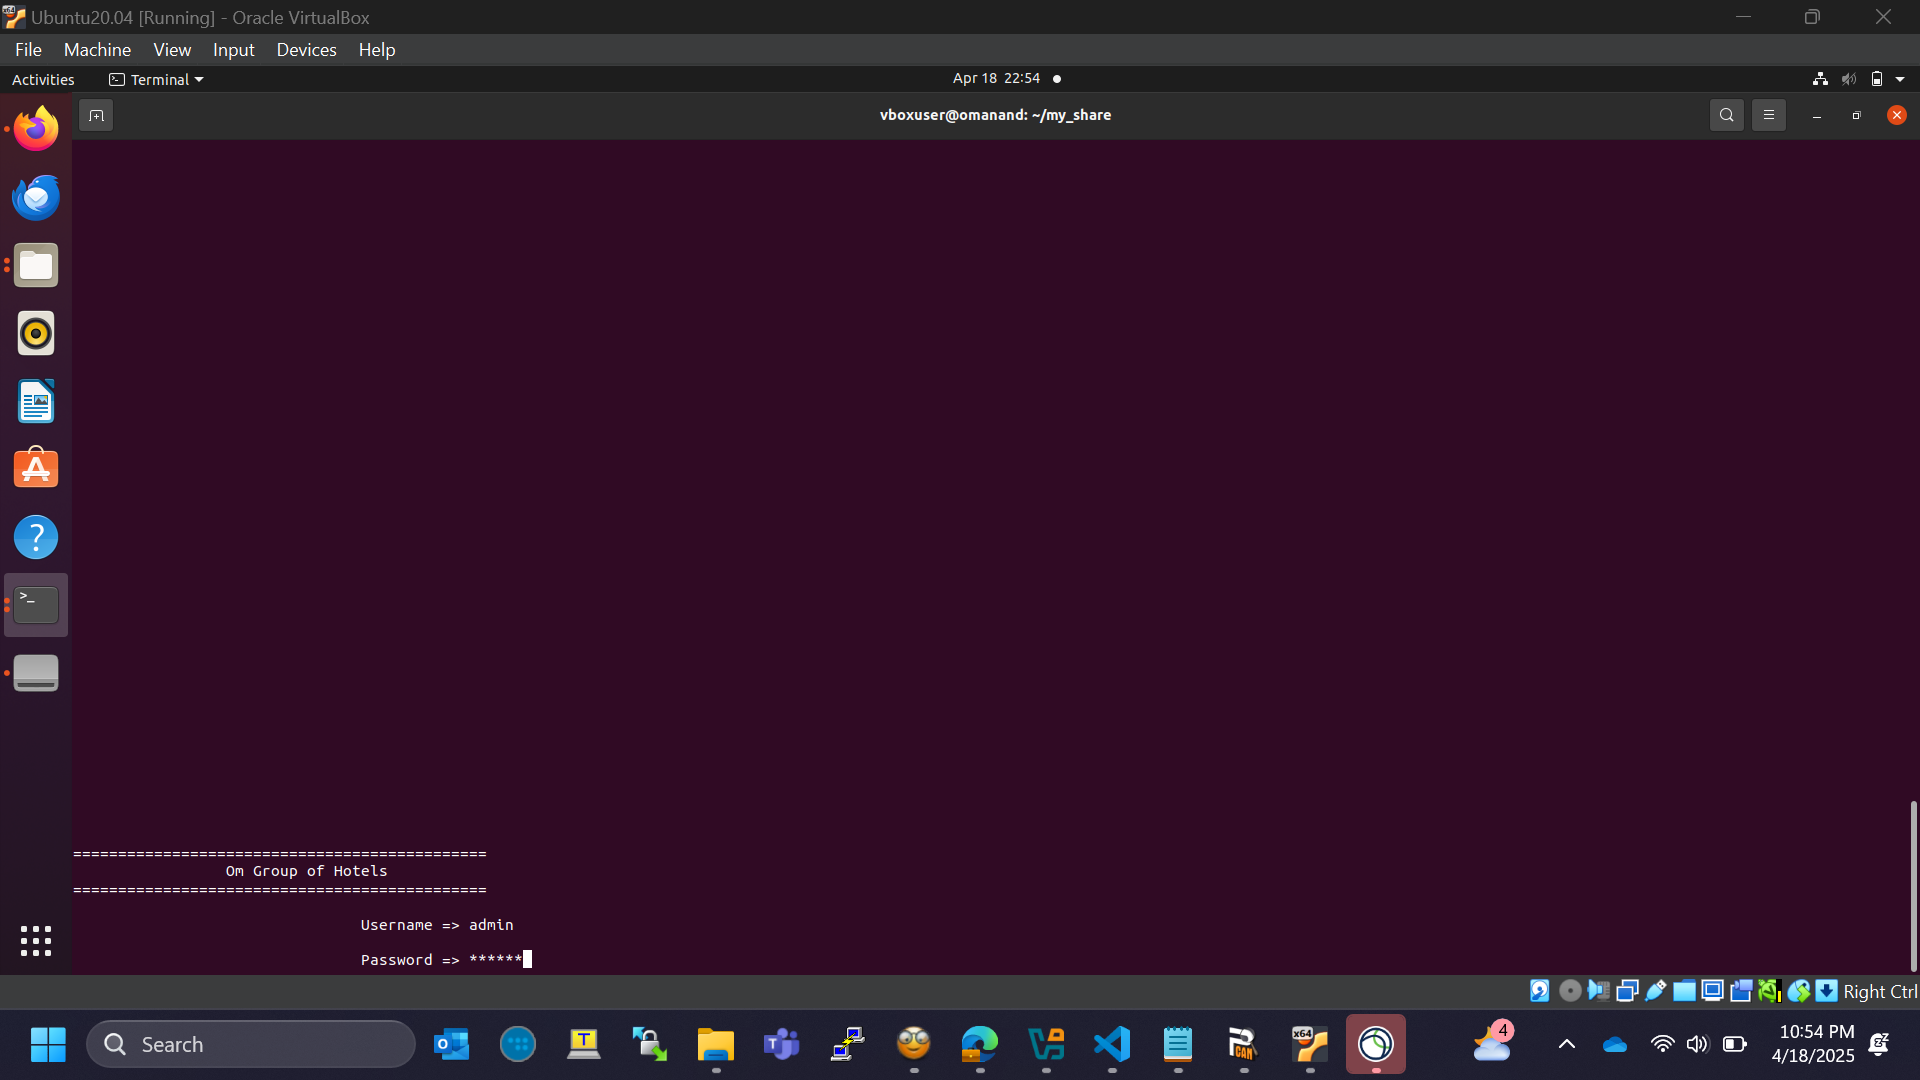 Ubuntu20.04 [Running] - Oracle VirtualBox
File Machine View Input Devices Help
Activities Terminal Apr 18 22:54
vboxuser@omanand: ~/my_share
==============================================
Om Group of Hotels
==============================================
Username => admin
Password => ******
Right Ctrl
Search
4
10:54 PM
4/18/2025